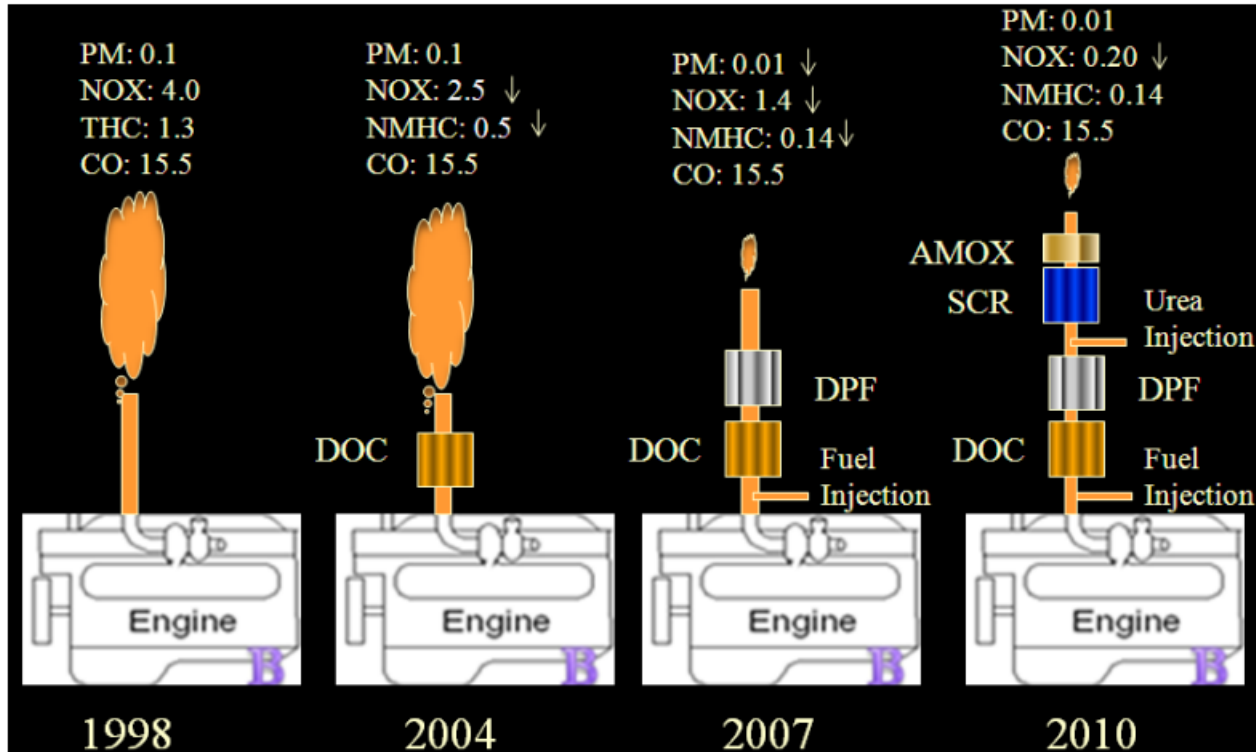 PM: 0.1
NOX: 4.0
THC: 1.3
CO: 15.5
PM: 0.1
NOX: 2.5 ↓
NMHC: 0.5 ↓
CO: 15.5
DOC
PM: 0.01 ↓
NOX: 1.4 ↓
NMHC: 0.14↓
CO: 15.5
DPF
DOC
Fuel
Injection
PM: 0.01
NOX: 0.20 ↓
NMHC: 0.14
CO: 15.5
AMOX
SCR
Urea
Injection
DPF
DOC
Fuel
Injection
Engine
B
Engine
B
Engine
B
Engine
B
1998
2004
2007
2010